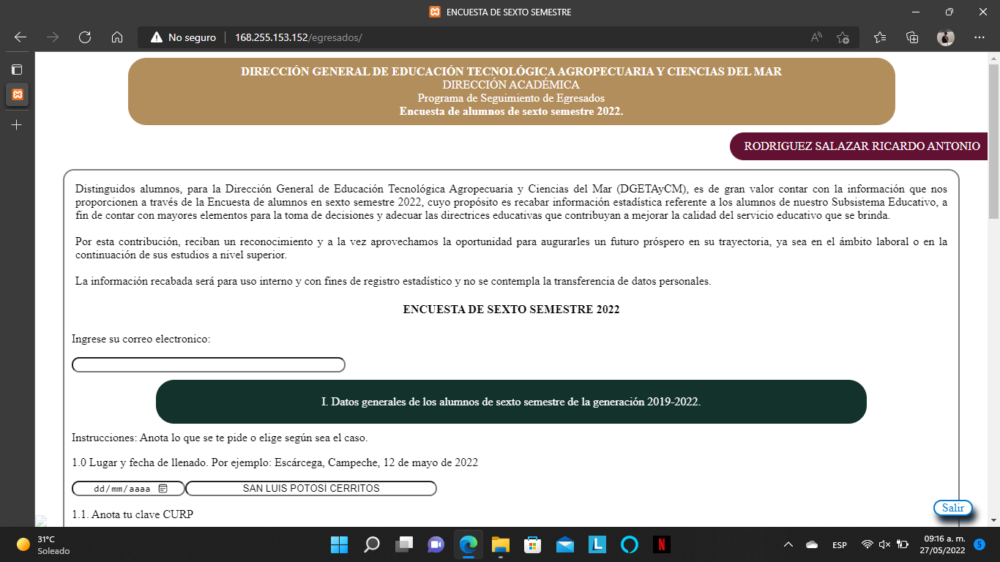 ENCUESTA DE SEXTO SEMESTRE
No seguro
168.255.153.152/egresados/
DIRECCIÓN GENERAL DE EDUCACIÓN TECNOLÓGICA AGROPECUARIA Y CIENCIAS DEL MAR
DIRECCIÓN ACADÉMICA
Programa de Seguimiento de Egresados
Encuesta de alumnos de sexto semestre 2022.
RODRIGUEZ SALAZAR RICARDO ANTONIO
Distinguidos alumnos, para la Dirección General de Educación Tecnológica Agropecuaria y Ciencias del Mar (DGETAyCM), es de gran valor contar con la información que nos
proporcionen a través de la Encuesta de alumnos en sexto semestre 2022, cuyo propósito es recabar información estadística referente a los alumnos de nuestro Subsistema Educativo, a
fin de contar con mayores elementos para la toma de decisiones y adecuar las directrices educativas que contribuyan a mejorar la calidad del servicio educativo que se brinda.
Por esta contribución, reciban un reconocimiento y a la vez aprovechamos la oportunidad para augurarles un futuro próspero en su trayectoria, ya sea en el ámbito laboral o en la
continuación de sus estudios a nivel superior.
La información recabada será para uso interno y con fines de registro estadístico y no se contempla la transferencia de datos personales.
ENCUESTA DE SEXTO SEMESTRE 2022
Ingrese su correo electronico:
I. Datos generales de los alumnos de sexto semestre de la generación 2019-2022.
Instrucciones: Anota lo que se te pide o elige según sea el caso.
1.0 Lugar y fecha de llenado. Por ejemplo: Escárcega, Campeche, 12 de mayo de 2022
dd/mm/aaaa SAN LUIS POTOSÍ CERRITOS
1.1. Anota tu clave CURP
Salir
31°C
Soleado
L
N
ESP
09:16 a. m.
27/05/2022
5